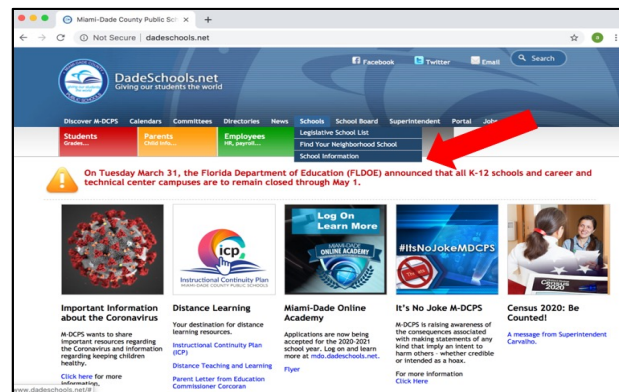 Miami-Dade County Public Sch
Not Secure | dadeschools.net
Facebook Twitter Email Search
DadeSchools.net
Giving our students the world
Discover M-DCPS Calendars Committees Directories News Schools School Board Superintendent Portal Jobs
Students
Grades...
Parents
Child Info...
Employees
HR, payroll...
Legislative School List
Find Your Neighborhood School
School Information
On Tuesday March 31, the Florida Department of Education (FLDOE) announced that all K-12 schools and career and
technical center campuses are to remain closed through May 1.
icp
Instructional Continuity Plan
MIAMI-DADE COUNTY PUBLIC SCHOOLS
Log On
Learn More
MIAMI-DADE
ONLINE ACADEMY
#ItsNoJokeMDCPS
Census
2020
Important Information
about the Coronavirus
M-DCPS wants to share
important resources regarding
the Coronavirus and information
regarding keeping children
healthy.
Click here for more
information.
Distance Learning
Your destination for distance
learning resources.
Instructional Continuity Plan
(ICP)
Distance Teaching and Learning
Parent Letter from Education
Commissioner Corcoran
Miami-Dade Online
Academy
Applications are now being
accepted for the 2020-2021
school year. Log on and learn
more at mdo.dadeschools.net.
Flyer
It's No Joke M-DCPS
M-DCPS is raising awareness of
the consequences associated
with making statements of any
kind that imply an intent to
harm others - whether credible
or intended as a hoax.
For more information
Click Here
Census 2020: Be
Counted!
A message from Superintendent
Carvalho.
www.dadeschools.net/#